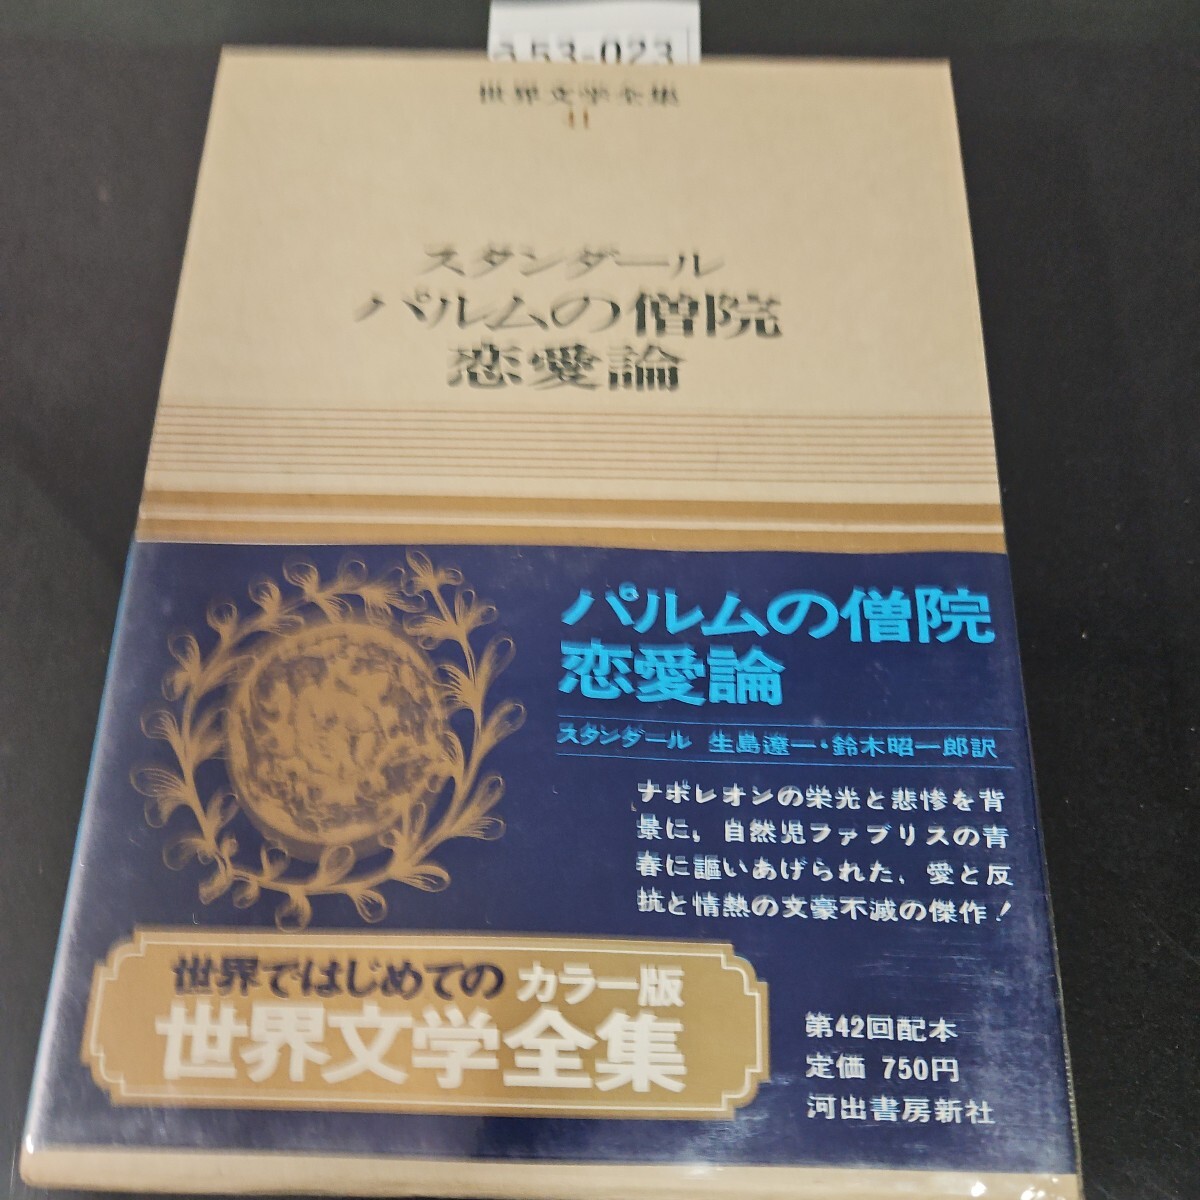 う53-023
世界文学全集
スタンダール
パルムの僧院
恋愛論
パルムの僧院
恋愛論
スタンダール 生島遼一・鈴木昭一郎訳
ナポレオンの栄光と悲惨を背
景に，自然児ファブリスの青
春に謳いあげられた，愛と反
抗と情熱の文豪不滅の傑作！
世界ではじめての カラー版
世界文学全集
第42回配本
定価 750円
河出書房新社